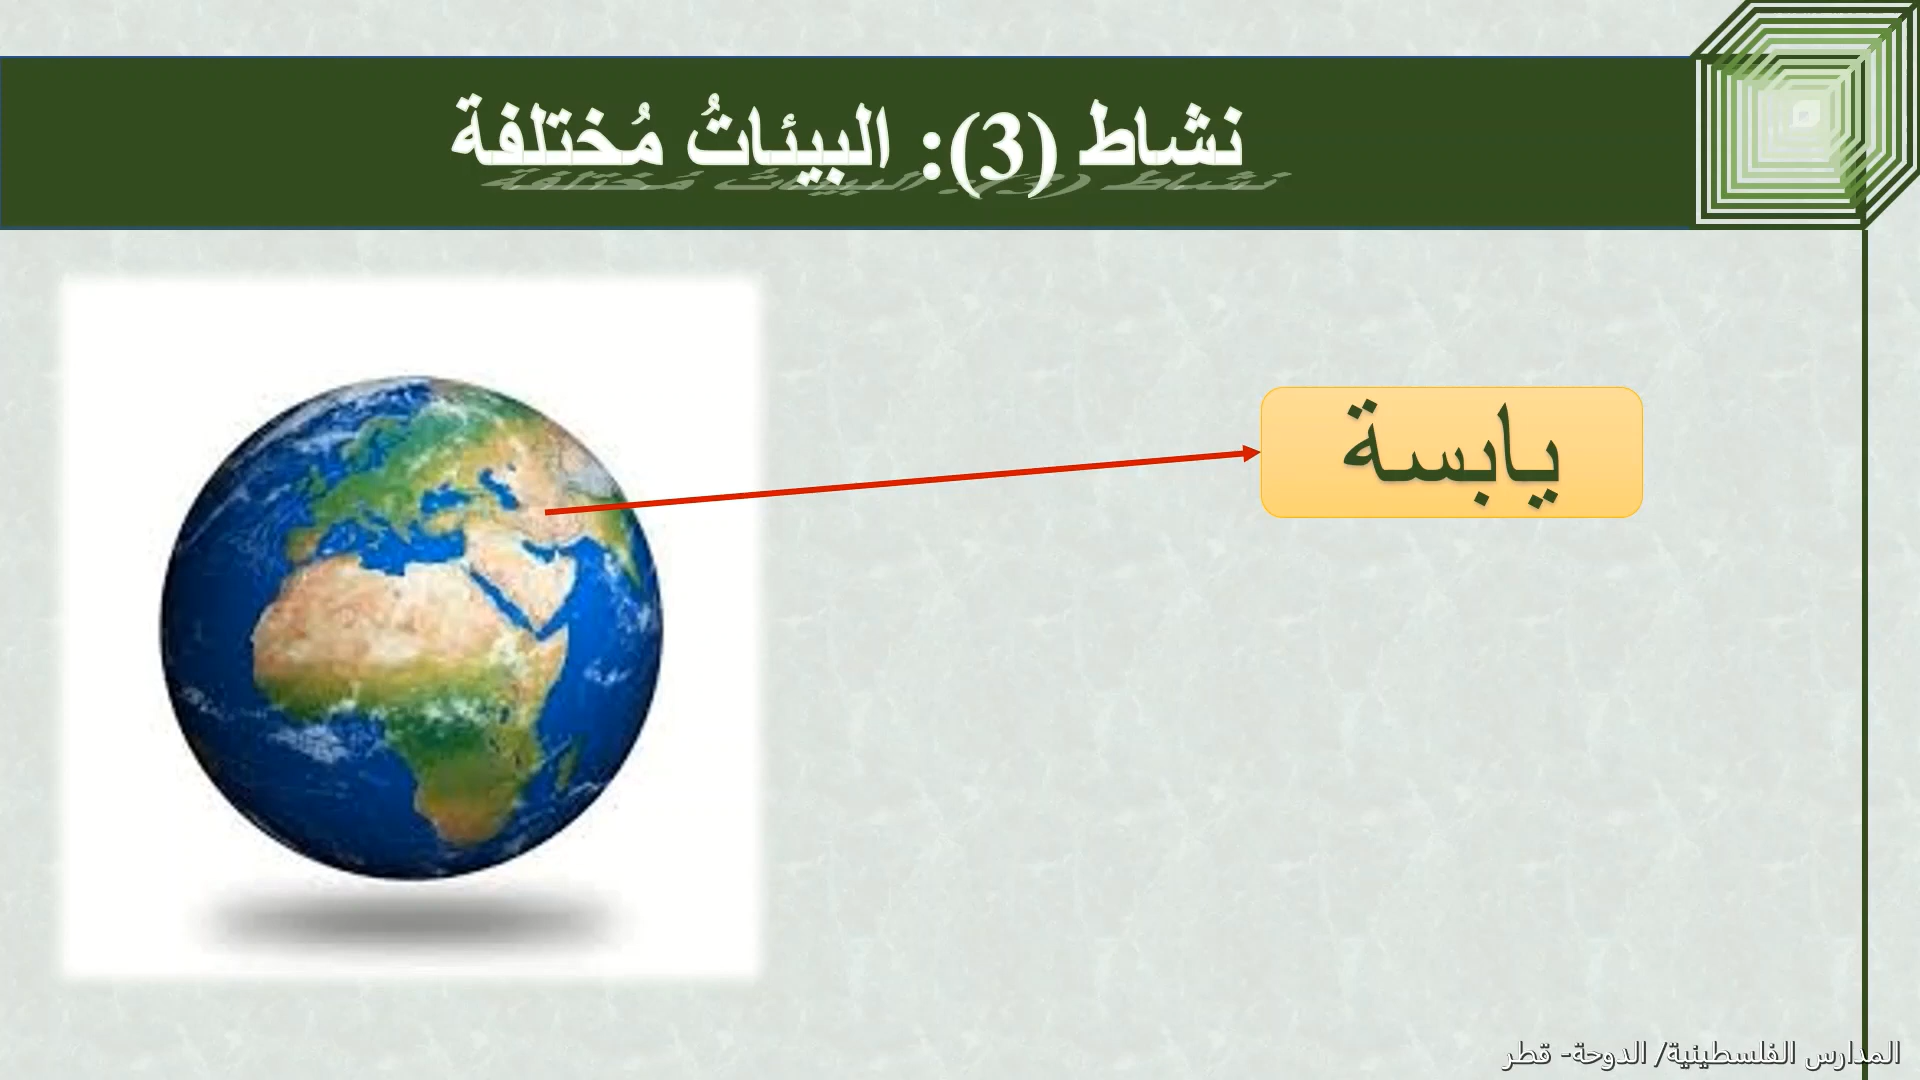 نشاط (3): البيئاتُ مُختلفة
يابسة
المدارس الفلسطينية/ الدوحة- قطر